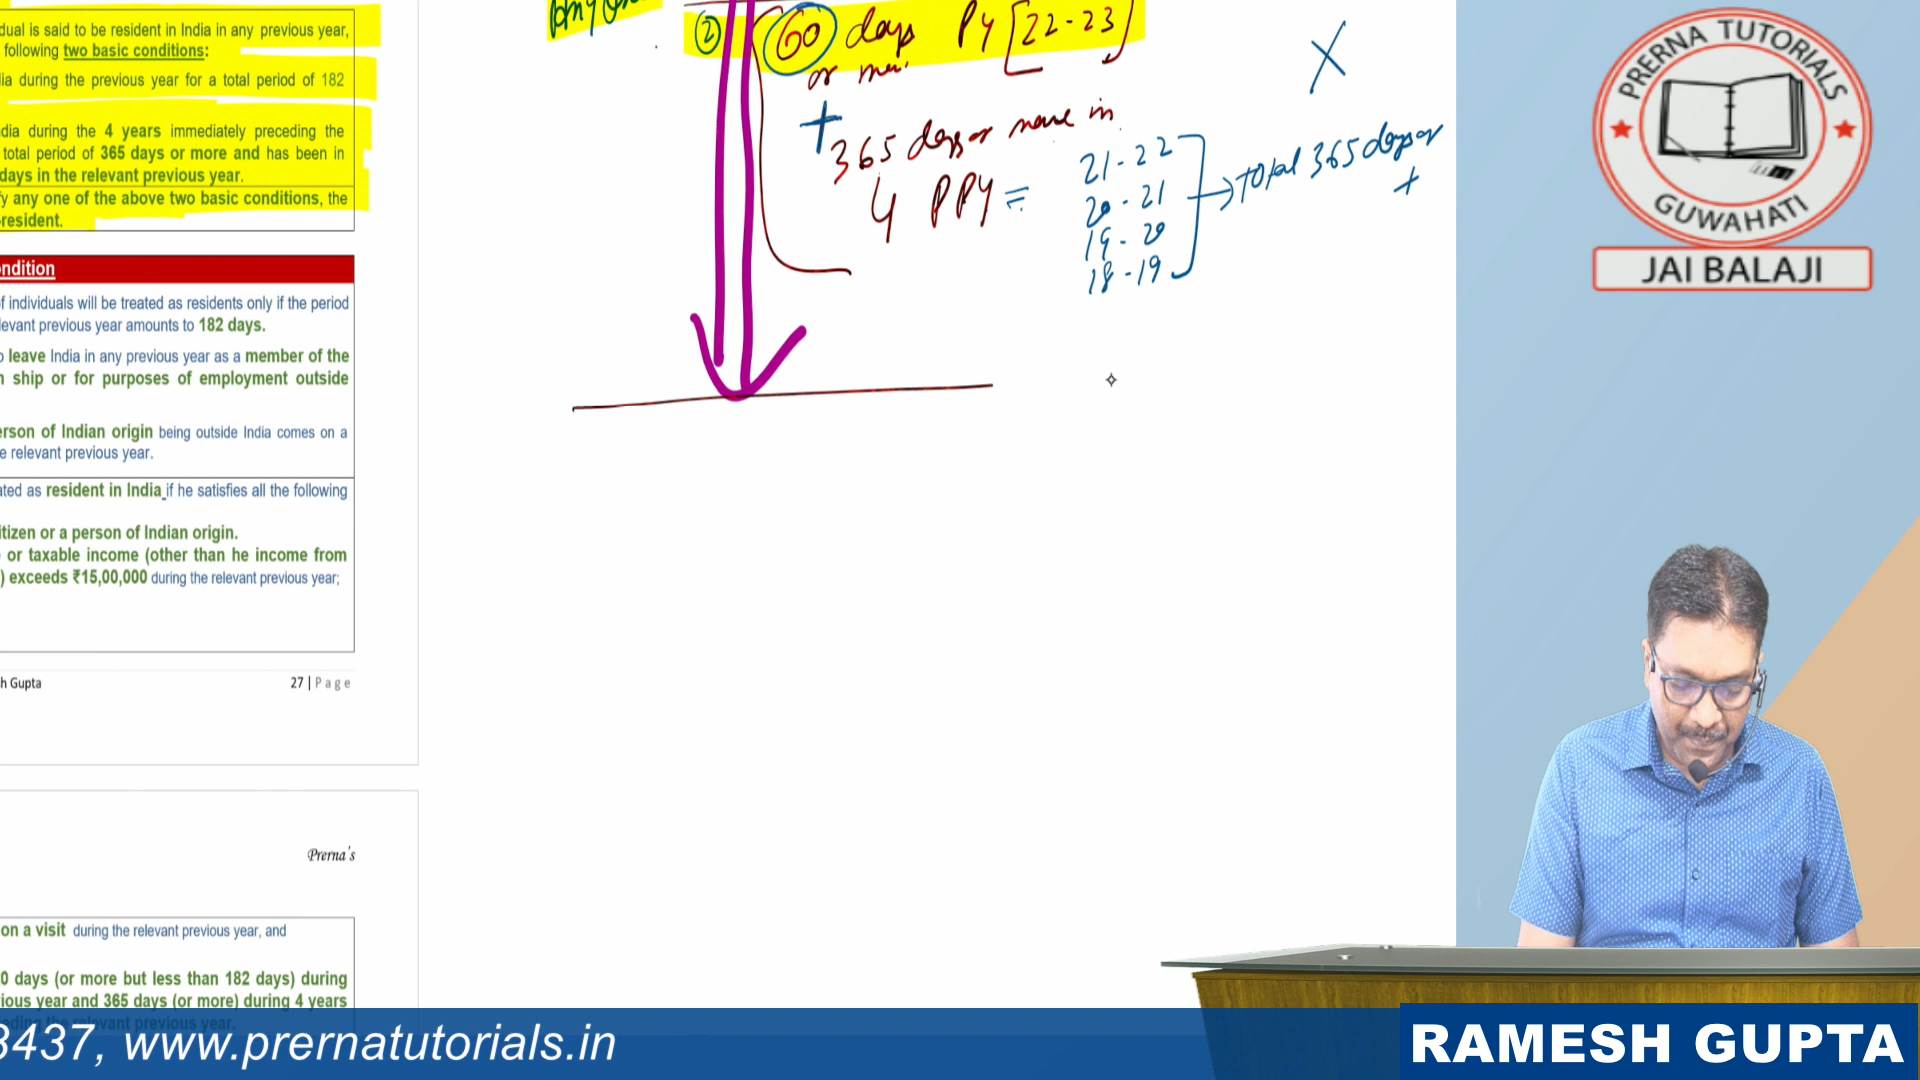 dual is said to be resident in India in any previous year,
following two basic conditions:
ia during the previous year for a total period of 182
dia during the 4 years immediately preceding the
total period of 365 days or more and has been in
days in the relevant previous year.
fy any one of the above two basic conditions, the
-resident.
ndition
of individuals will be treated as residents only if the period
levant previous year amounts to 182 days.
o leave India in any previous year as a member of the
n ship or for purposes of employment outside
erson of Indian origin being outside India comes on a
e relevant previous year.
ated as resident in India if he satisfies all the following
tizen or a person of Indian origin.
e or taxable income (other than he income from
) exceeds ₹15,00,000 during the relevant previous year;
h Gupta
27 | Page
Prerna's
on a visit during the relevant previous year, and
0 days (or more but less than 182 days) during
ious year and 365 days (or more) during 4 years
eding the relevant previous year.
Any one
② 60 days PY [22-23]
or
+
365 days or more in
4 PPY =
21-22
20-21
19-20
18-19
→ Total 365 days or
+
X
PRERNA TUTORIALS
GUWAHATI
JAI BALAJI
3437, www.prernatutorials.in
RAMESH GUPTA